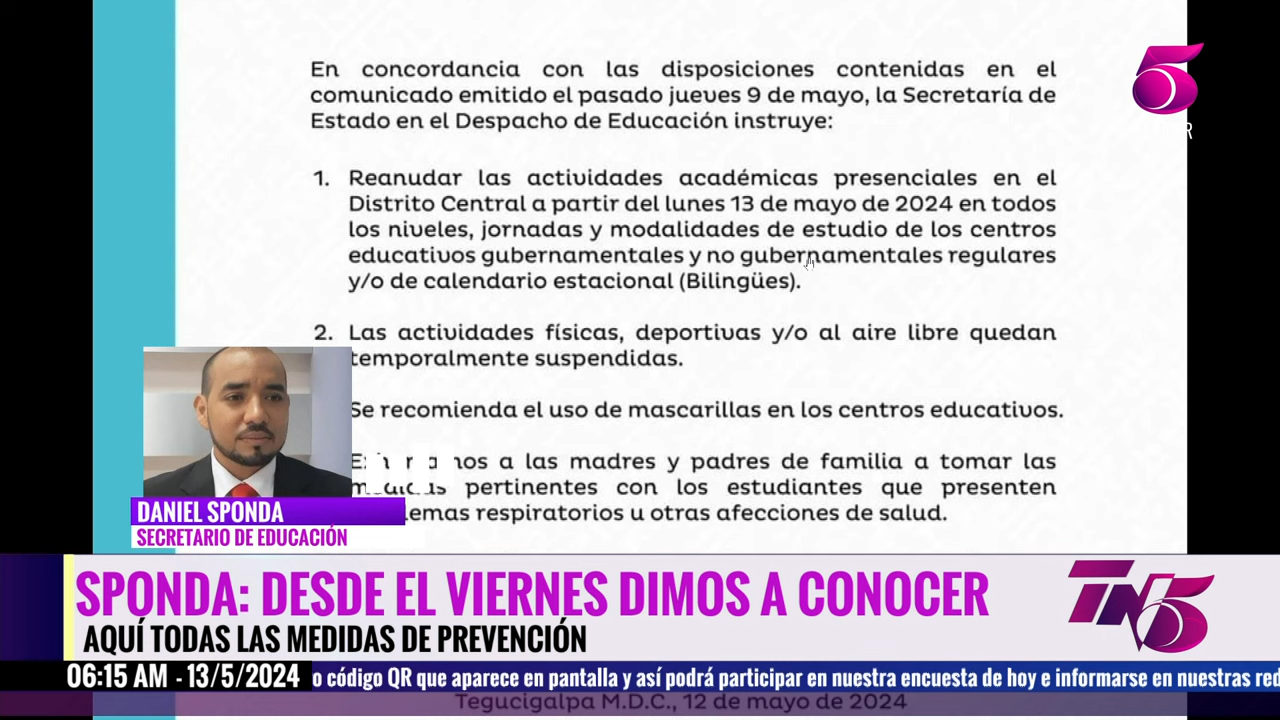 En concordancia con las disposiciones contenidas en el
comunicado emitido el pasado jueves 9 de mayo, la Secretaría de
Estado en el Despacho de Educación instruye:
1. Reanudar las actividades académicas presenciales en el
Distrito Central a partir del lunes 13 de mayo de 2024 en todos
los niveles, jornadas y modalidades de estudio de los centros
educativos gubernamentales y no gubernamentales regulares
y/o de calendario estacional (Bilingües).
2. Las actividades físicas, deportivas y/o al aire libre quedan
temporalmente suspendidas.
Se recomienda el uso de mascarillas en los centros educativos.
a las madres y padres de familia a tomar las
pertinentes con los estudiantes que presenten
respiratorios u otras afecciones de salud.
5
DANIEL SPONDA
SECRETARIO DE EDUCACIÓN
SPONDA: DESDE EL VIERNES DIMOS A CONOCER
AQUÍ TODAS LAS MEDIDAS DE PREVENCIÓN
TN5
06:15 AM - 13/5/2024
o código QR que aparece en pantalla y así podrá participar en nuestra encuesta de hoy e informarse en nuestras red
Tegucigalpa M.D.C., 12 de mayo de 2024